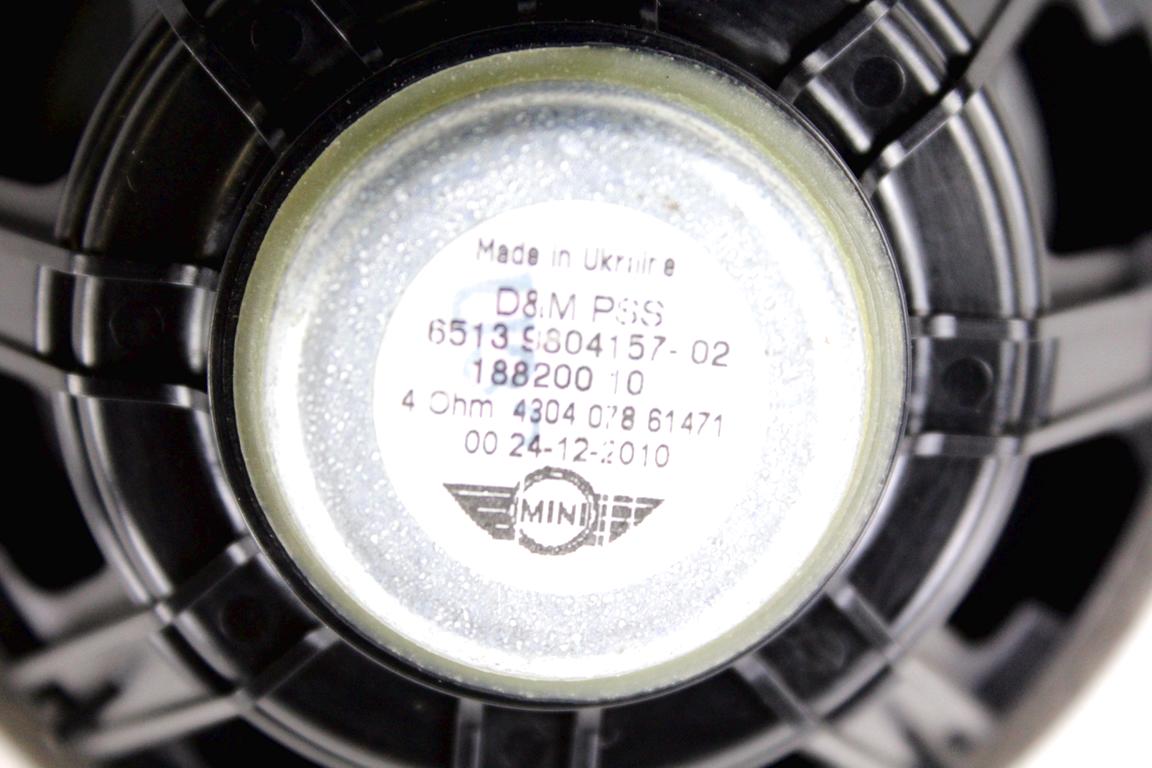 Made in Ukraine
D&M PSS
6513 9804157-02
188200 10
4 Ohm 4304 078 61471
00 24-12-2010
MINI